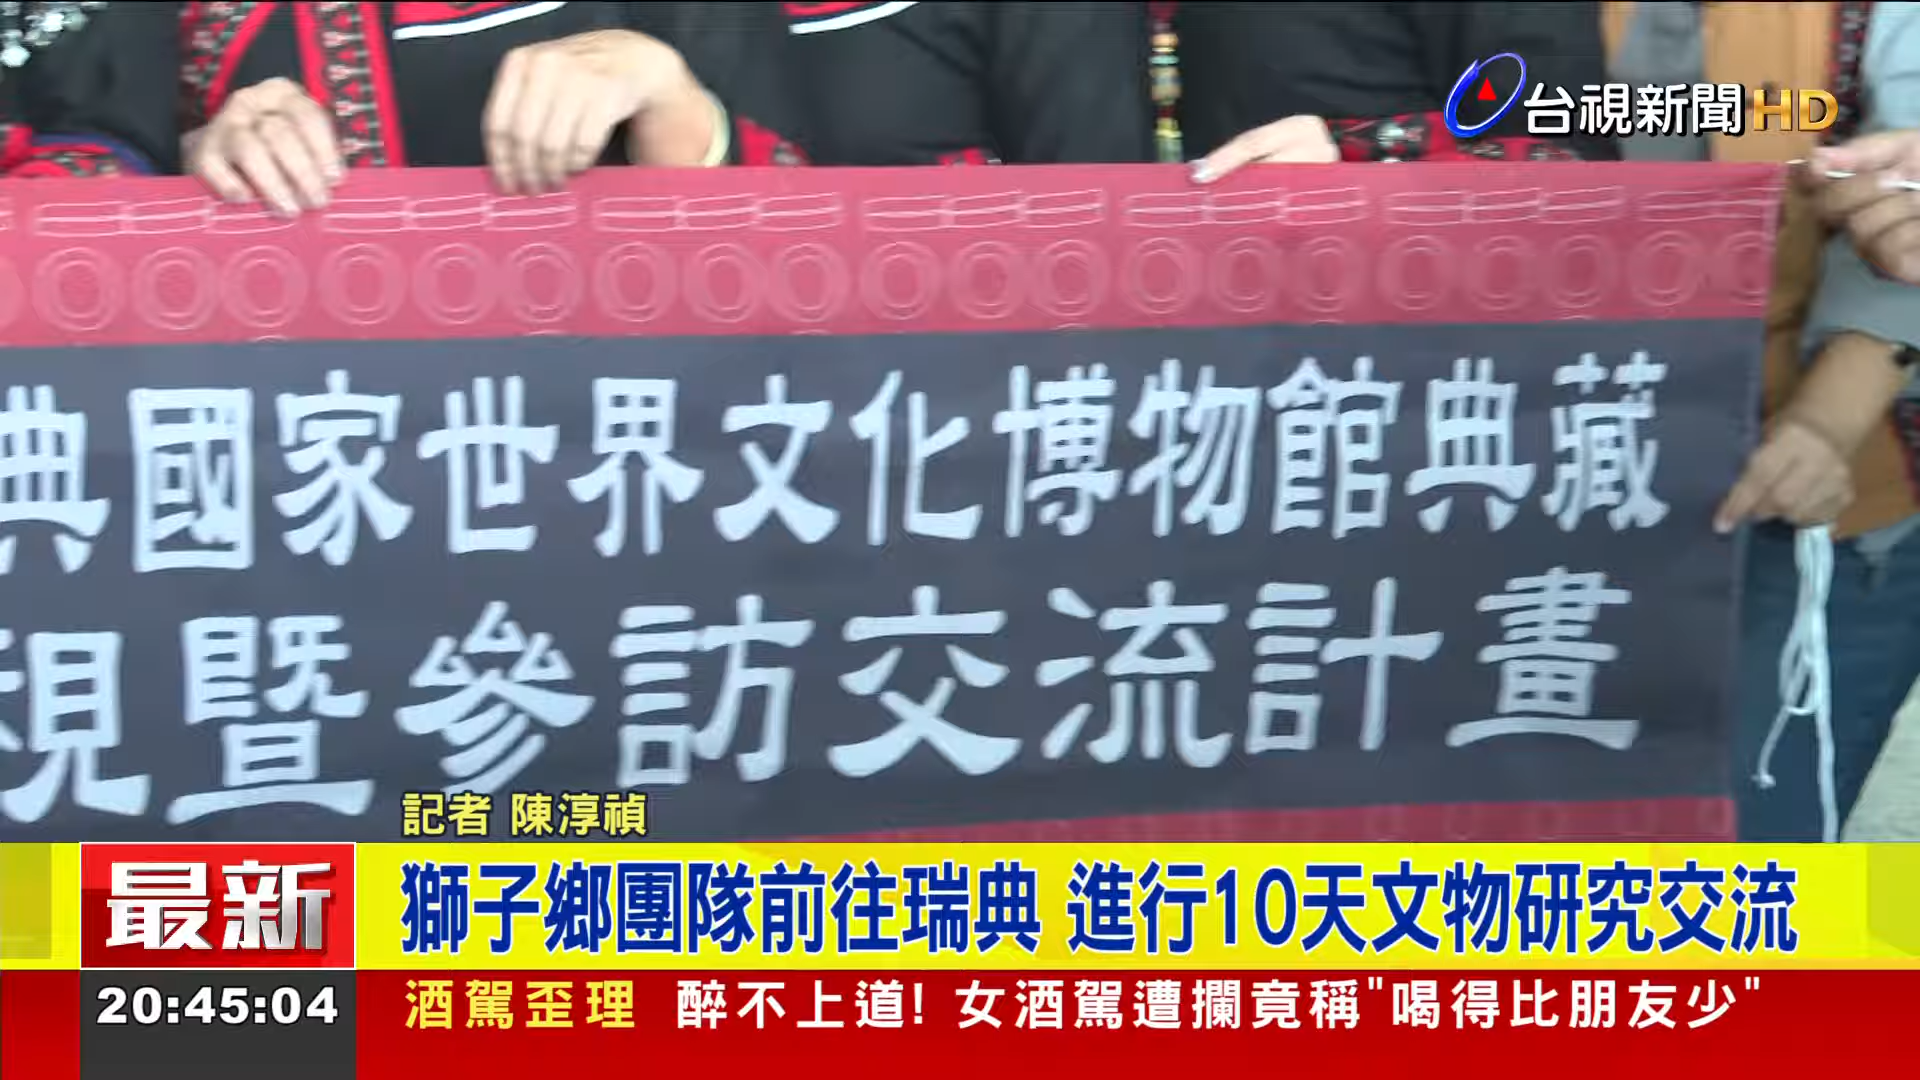 台視新聞HD
典國家世界文化博物館典藏
視暨參訪交流計畫
記者 陳淳禎
最新
獅子鄉團隊前往瑞典 進行10天文物研究交流
20:45:04
酒駕歪理 醉不上道! 女酒駕遭攔竟稱"喝得比朋友少"